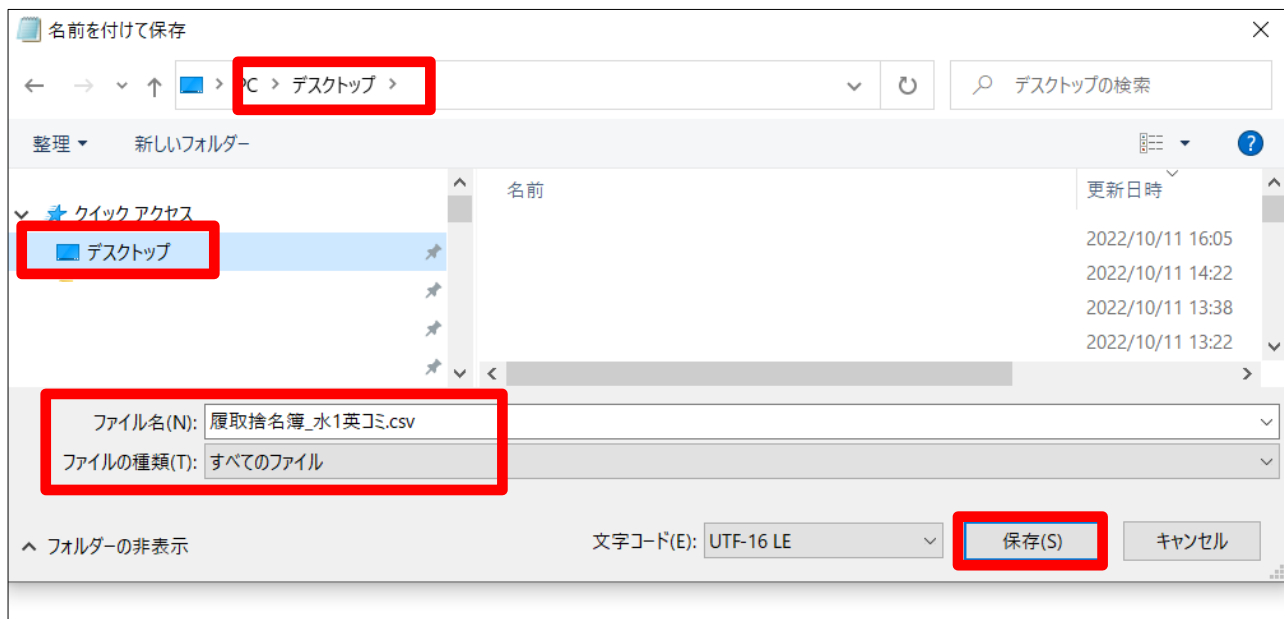 名前を付けて保存
PC > デスクトップ >
デスクトップの検索
整理
新しいフォルダー
名前
更新日時
クイック アクセス
デスクトップ
2022/10/11 16:05
2022/10/11 14:22
2022/10/11 13:38
2022/10/11 13:22
ファイル名(N): 履取捨名簿_水1英コミ.csv
ファイルの種類(T): すべてのファイル
フォルダーの非表示
文字コード(E): UTF-16 LE
保存(S)
キャンセル